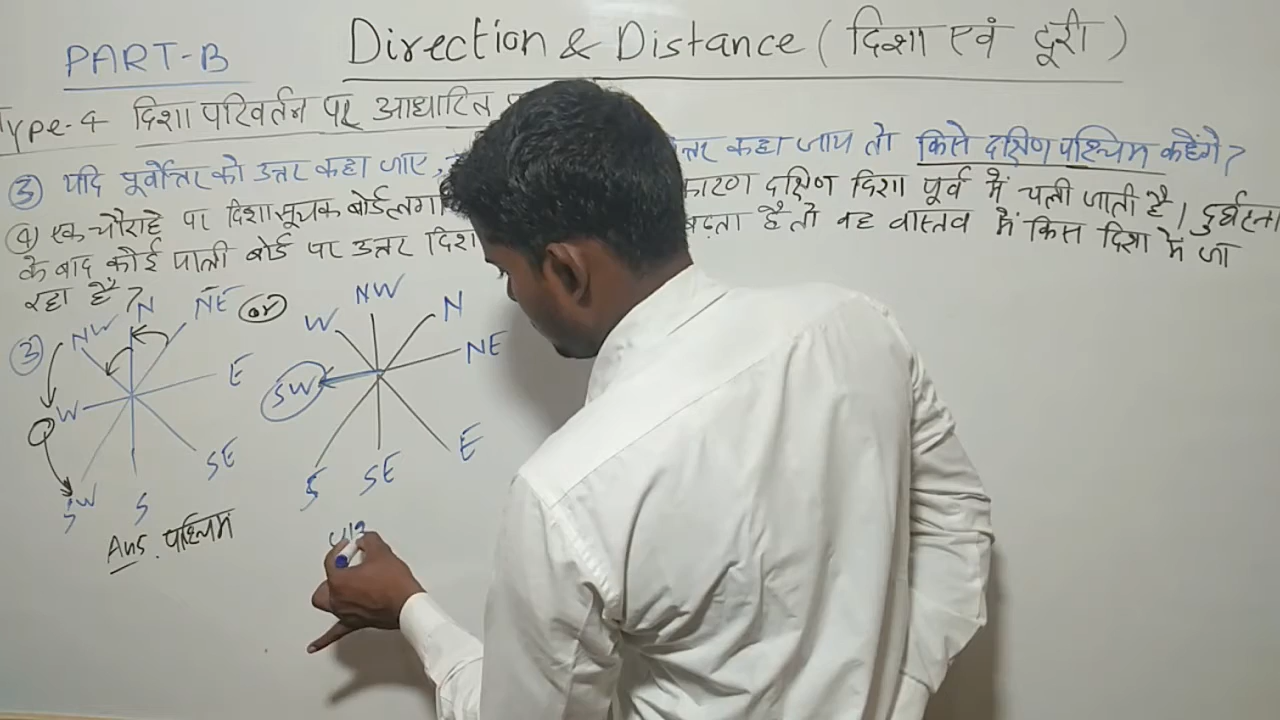 PART-B
Direction & Distance (दिशा एवं दूरी)
Type-4 दिशा परिवर्तन पर आधारित
③ यदि पूर्वोत्तर को उत्तर कहा जाए, कहा जाय तो किसे दक्षिण पश्चिम कहेंगे?
④ एक चौराहे पर दिशा सूचक बोर्ड लगा कारण दक्षिण दिशा पूर्व में चली जाती है। दुर्घटना
के बाद कोई यात्री बोर्ड पर उत्तर दिशा बढ़ता है तो वह वास्तव में किस दिशा में जा
रहा है?
③ NW N NE
W E
SW S SE
Ans. पश्चिम
or
W NW N
SW NE
S SE E